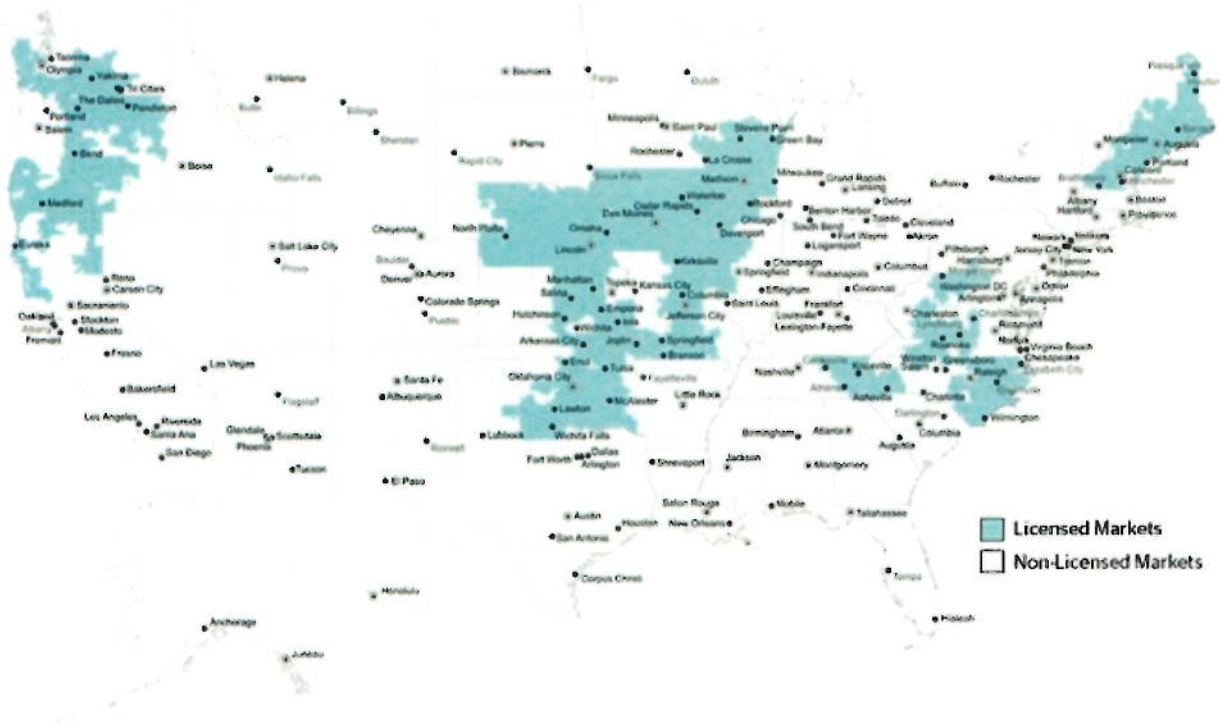 Tacoma
Olympia
Yakima
Tri Cities
The Dalles
Pendleton
Portland
Salem
Bend
Medford
Eureka
Boise
Helena
Butte
Billings
Sheridan
Idaho Falls
Bismarck
Fargo
Duluth
Pierre
Rapid City
Minneapolis
Saint Paul
Rochester
Sioux Falls
Stevens Point
Green Bay
La Crosse
Madison
Milwaukee
Grand Rapids
Lansing
Detroit
Buffalo
Rochester
Montpelier
Augusta
Portland
Concord
Boston
Providence
Albany
Hartford
Waterloo
Cedar Rapids
Des Moines
Rockford
Chicago
Benton Harbor
South Bend
Toledo
Cleveland
Fort Wayne
Akron
Logansport
Davenport
Omaha
Lincoln
North Platte
Cheyenne
Boulder
Denver
Aurora
Colorado Springs
Pueblo
Salt Lake City
Provo
Reno
Carson City
Sacramento
Oakland
Stockton
Modesto
Fremont
Fresno
Las Vegas
Bakersfield
Los Angeles
Riverside
Santa Ana
San Diego
Flagstaff
Glendale
Scottsdale
Phoenix
Tucson
Santa Fe
Albuquerque
Roswell
El Paso
Lubbock
Manhattan
Topeka
Kansas City
Salina
Hutchinson
Emporia
Iola
Wichita
Arkansas City
Joplin
Kirksville
Columbia
Jefferson City
Springfield
Branson
Springfield
Champaign
Indianapolis
Effingham
Saint Louis
Columbus
Cincinnati
Louisville
Frankfort
Lexington-Fayette
Pittsburgh
Harrisburg
Newark
Jersey City
New York
Trenton
Philadelphia
Dover
Washington DC
Arlington
Annapolis
Charleston
Lynchburg
Roanoke
Richmond
Norfolk
Virginia Beach
Chesapeake
Elizabeth City
Winston Salem
Greensboro
Raleigh
Wilmington
Charlotte
Nashville
Knoxville
Athens
Asheville
Columbia
Augusta
Atlanta
Birmingham
Montgomery
Enid
Tulsa
Oklahoma City
Fayetteville
McAlester
Lawton
Little Rock
Wichita Falls
Fort Worth
Dallas
Arlington
Shreveport
Jackson
Mobile
Baton Rouge
New Orleans
Tallahassee
Austin
Houston
San Antonio
Corpus Christi
Tampa
Hialeah
Honolulu
Anchorage
Juneau
Licensed Markets
Non-Licensed Markets